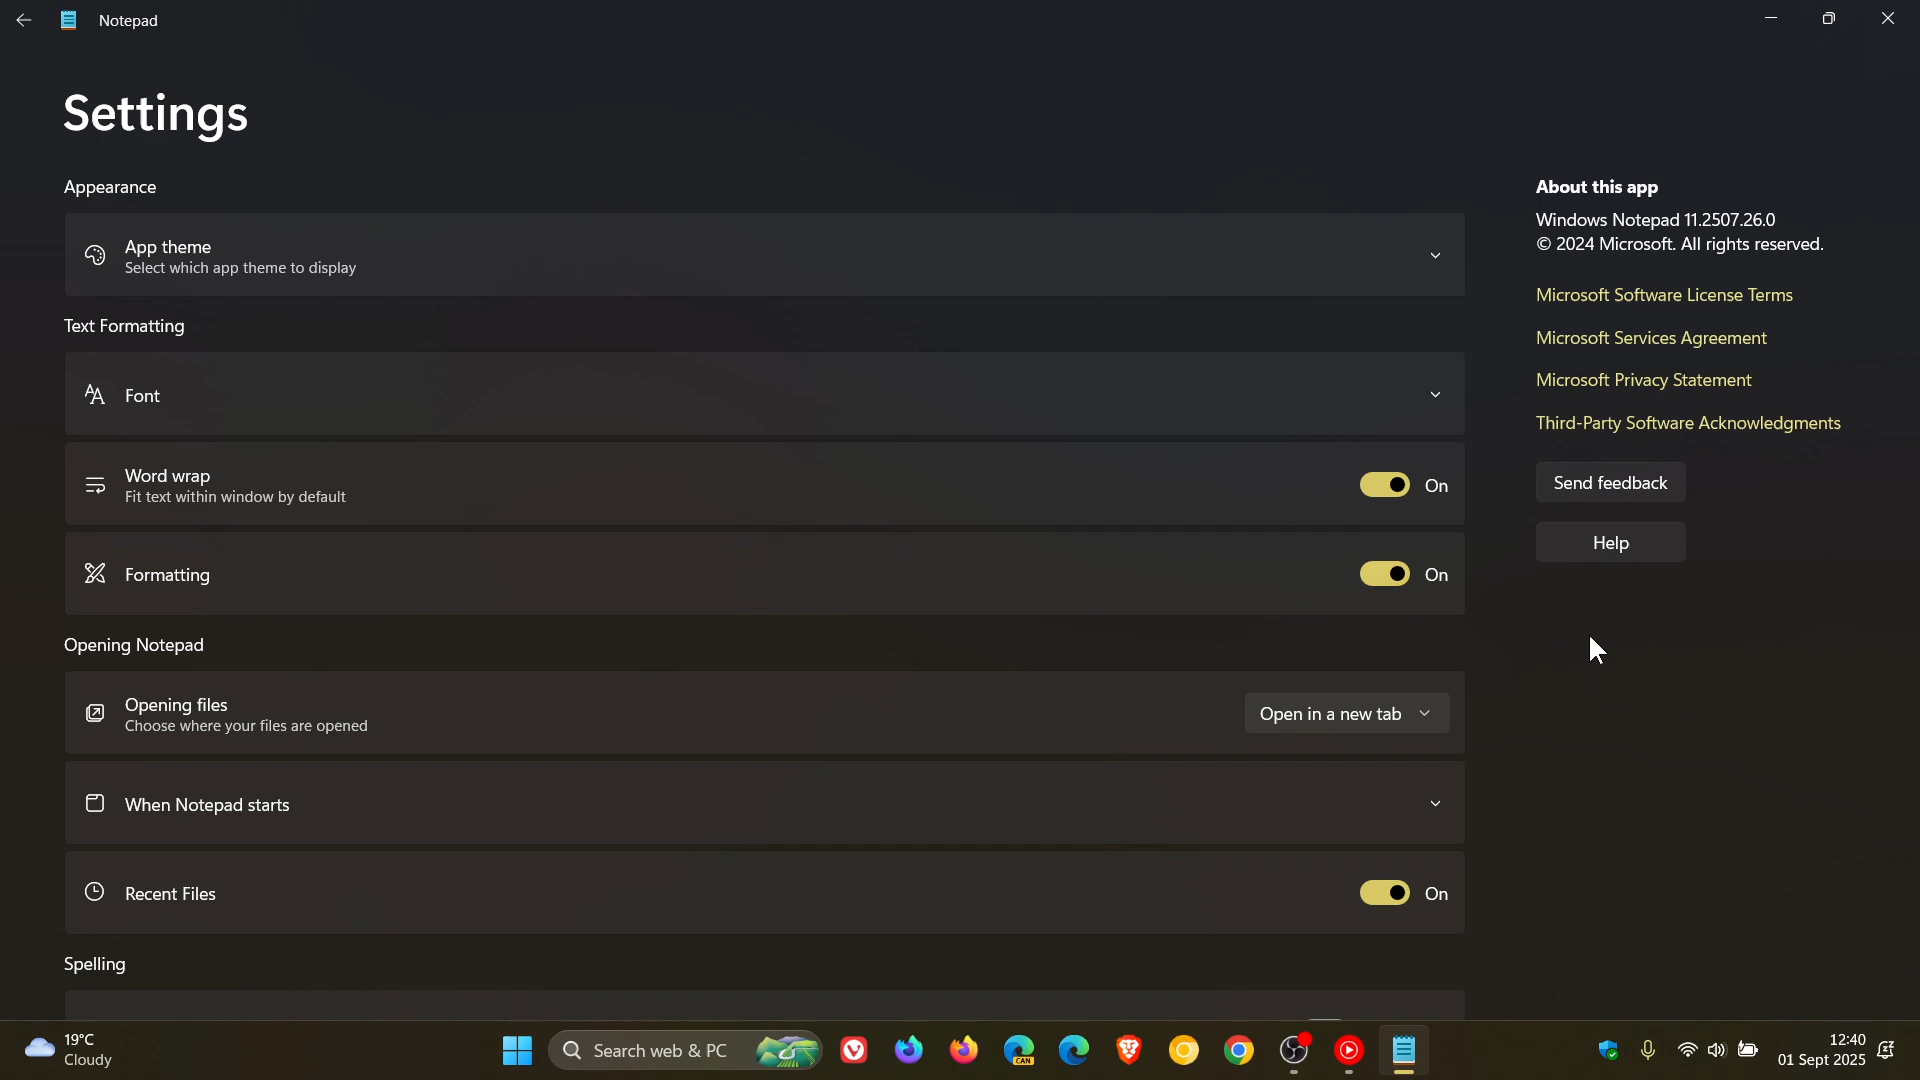 Notepad
Settings
Appearance
App theme
Select which app theme to display
Text Formatting
Font
Word wrap
Fit text within window by default
On
Formatting
On
Opening Notepad
Opening files
Choose where your files are opened
Open in a new tab
When Notepad starts
Recent Files
On
Spelling
About this app
Windows Notepad 11.2507.26.0
© 2024 Microsoft. All rights reserved.
Microsoft Software License Terms
Microsoft Services Agreement
Microsoft Privacy Statement
Third-Party Software Acknowledgments
Send feedback
Help
19°C
Cloudy
Search web & PC
CAN
12:40
01 Sept 2025